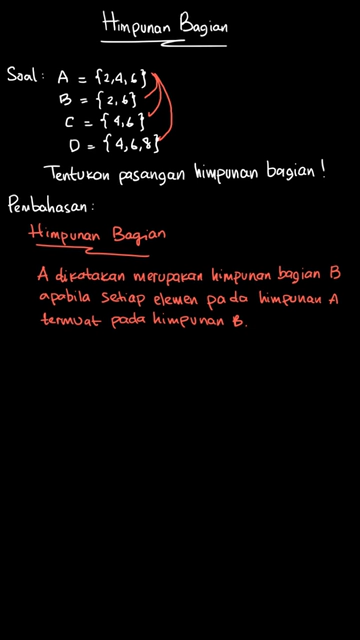 Himpunan Bagian
Soal: A = {2,4,6}
B = {2,6}
C = {4,6}
D = {4,6,8}
Tentukan pasangan himpunan bagian!
Pembahasan:
Himpunan Bagian
A dikatakan merupakan himpunan bagian B
apabila setiap elemen pada himpunan A
termuat pada himpunan B.